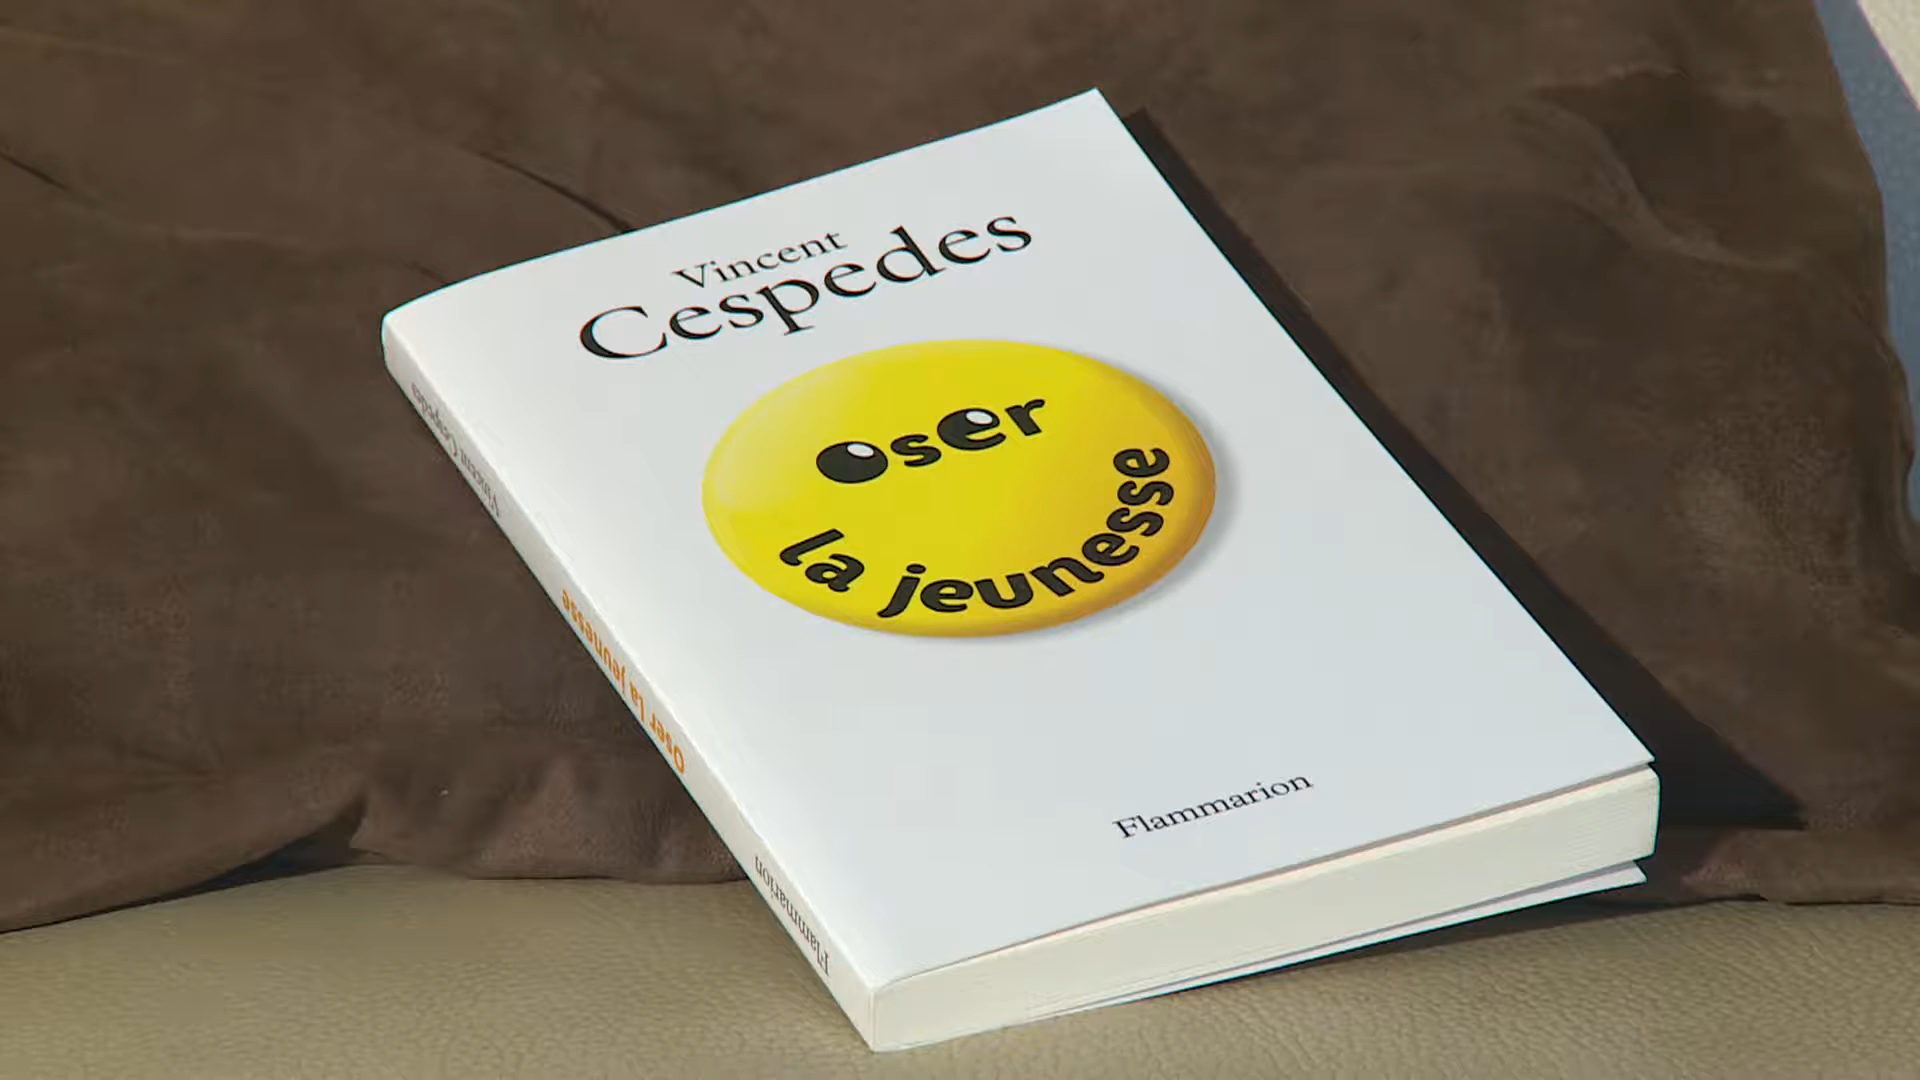 Vincent
Cespedes
oser
la jeunesse
Flammarion
Vincent Cespedes
Oser la jeunesse
Flammarion